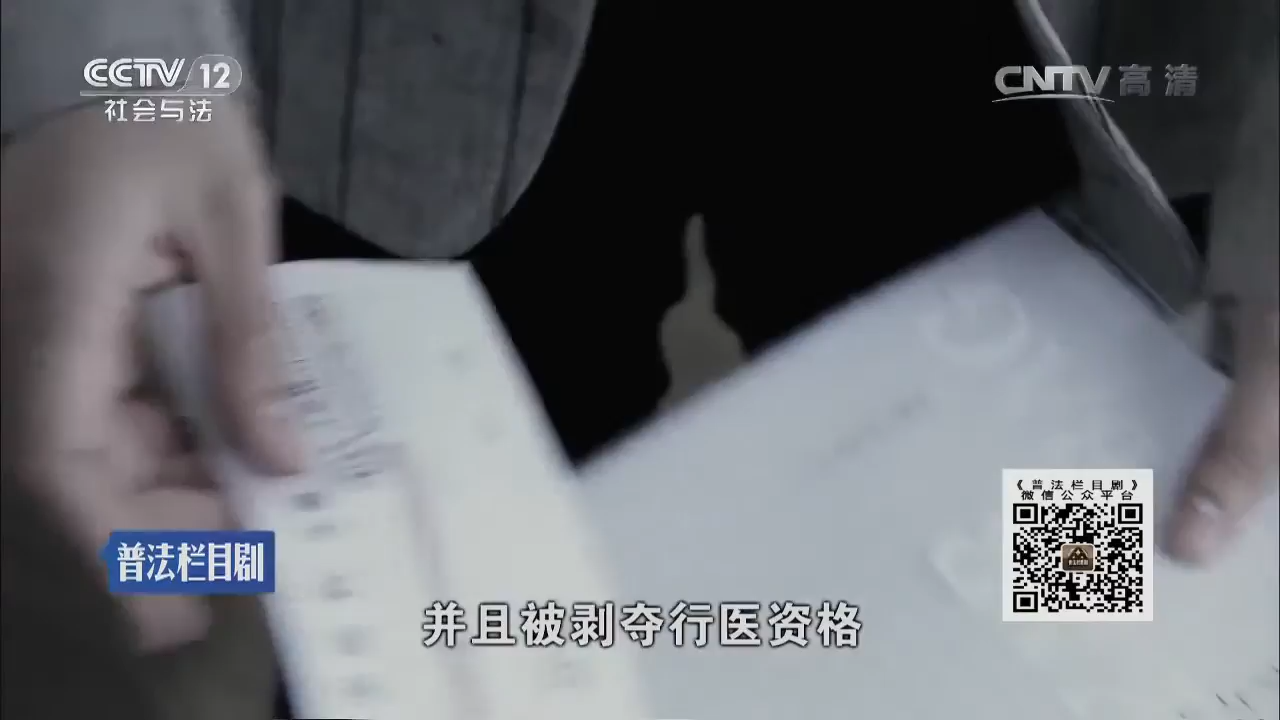 CCTV 12
社会与法
CNTV 高清
《普法栏目剧》
微信公众平台
普法栏目剧
并且被剥夺行医资格